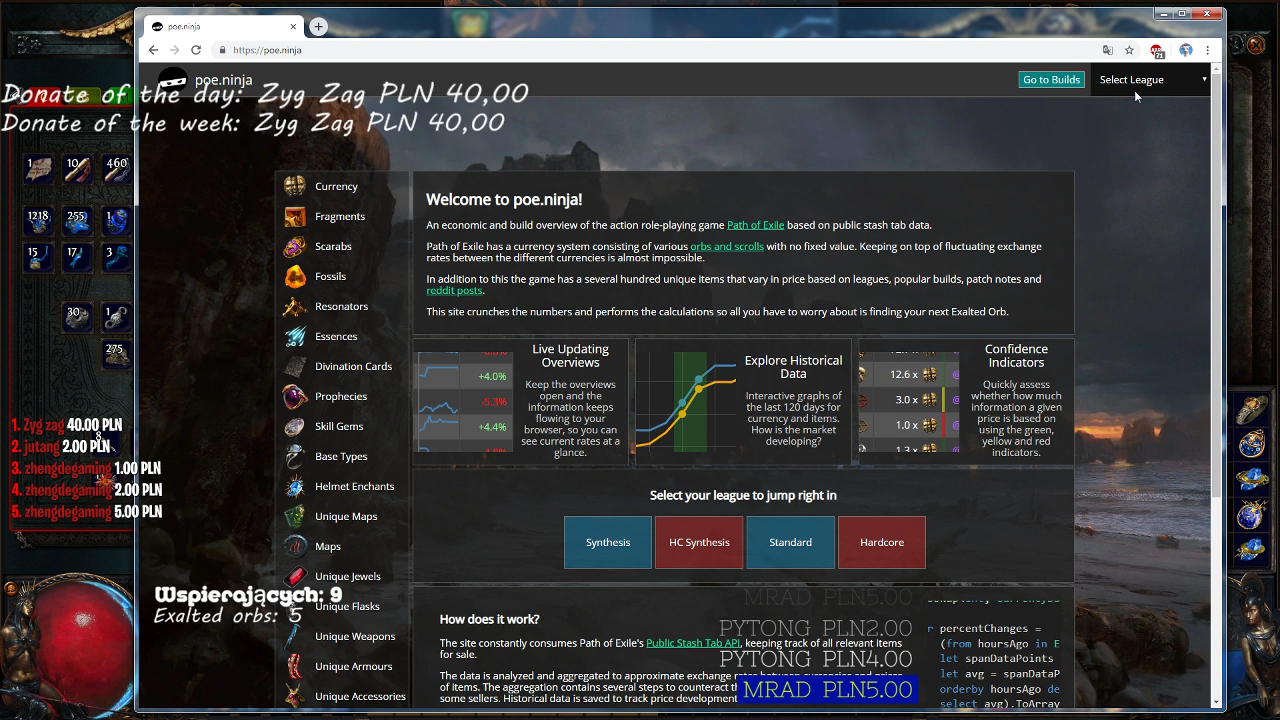 poe.ninja
https://poe.ninja
71
poe.ninja
Go to Builds
Select League
Donate of the day: Zyg Zag PLN 40,00
Donate of the week: Zyg Zag PLN 40,00
1
10
460
1218
255
1
15
17
3
30
1
275
1. Zyg zag 40.00 PLN
2. jutang 2.00 PLN
3. zhengdegaming 1.00 PLN
4. zhengdegaming 2.00 PLN
5. zhengdegaming 5.00 PLN
Wspierających: 9
Exalted orbs: 5
Currency
Fragments
Scarabs
Fossils
Resonators
Essences
Divination Cards
Prophecies
Skill Gems
Base Types
Helmet Enchants
Unique Maps
Maps
Unique Jewels
Unique Flasks
Unique Weapons
Unique Armours
Unique Accessories
Welcome to poe.ninja!
An economic and build overview of the action role-playing game Path of Exile based on public stash tab data.
Path of Exile has a currency system consisting of various orbs and scrolls with no fixed value. Keeping on top of fluctuating exchange
rates between the different currencies is almost impossible.
In addition to this the game has a several hundred unique items that vary in price based on leagues, popular builds, patch notes and
reddit posts.
This site crunches the numbers and performs the calculations so all you have to worry about is finding your next Exalted Orb.
+4.0%
-5.3%
+4.4%
Live Updating
Overviews
Keep the overviews
open and the
information keeps
flowing to your
browser, so you can
see current rates at a
glance.
Explore Historical
Data
Interactive graphs of
the last 120 days for
currency and items.
How is the market
developing?
12.6 x
3.0 x
1.0 x
1.3 x
Confidence
Indicators
Quickly assess
whether how much
information a given
price is based on
using the green,
yellow and red
indicators.
Select your league to jump right in
Synthesis
HC Synthesis
Standard
Hardcore
How does it work?
The site constantly consumes Path of Exile's Public Stash Tab API, keeping track of all relevant items
for sale.
The data is analyzed and aggregated to approximate exchange rates between currencies and prices
of items. The aggregation contains several steps to counteract th
some sellers. Historical data is saved to track price development
MRAD PLN5.00
PYTONG PLN2.00
PYTONG PLN4.00
MRAD PLN5.00
r percentChanges =
(from hoursAgo in E
let spanDataPoints
let avg = spanDataP
orderby hoursAgo de
select avg).ToArray